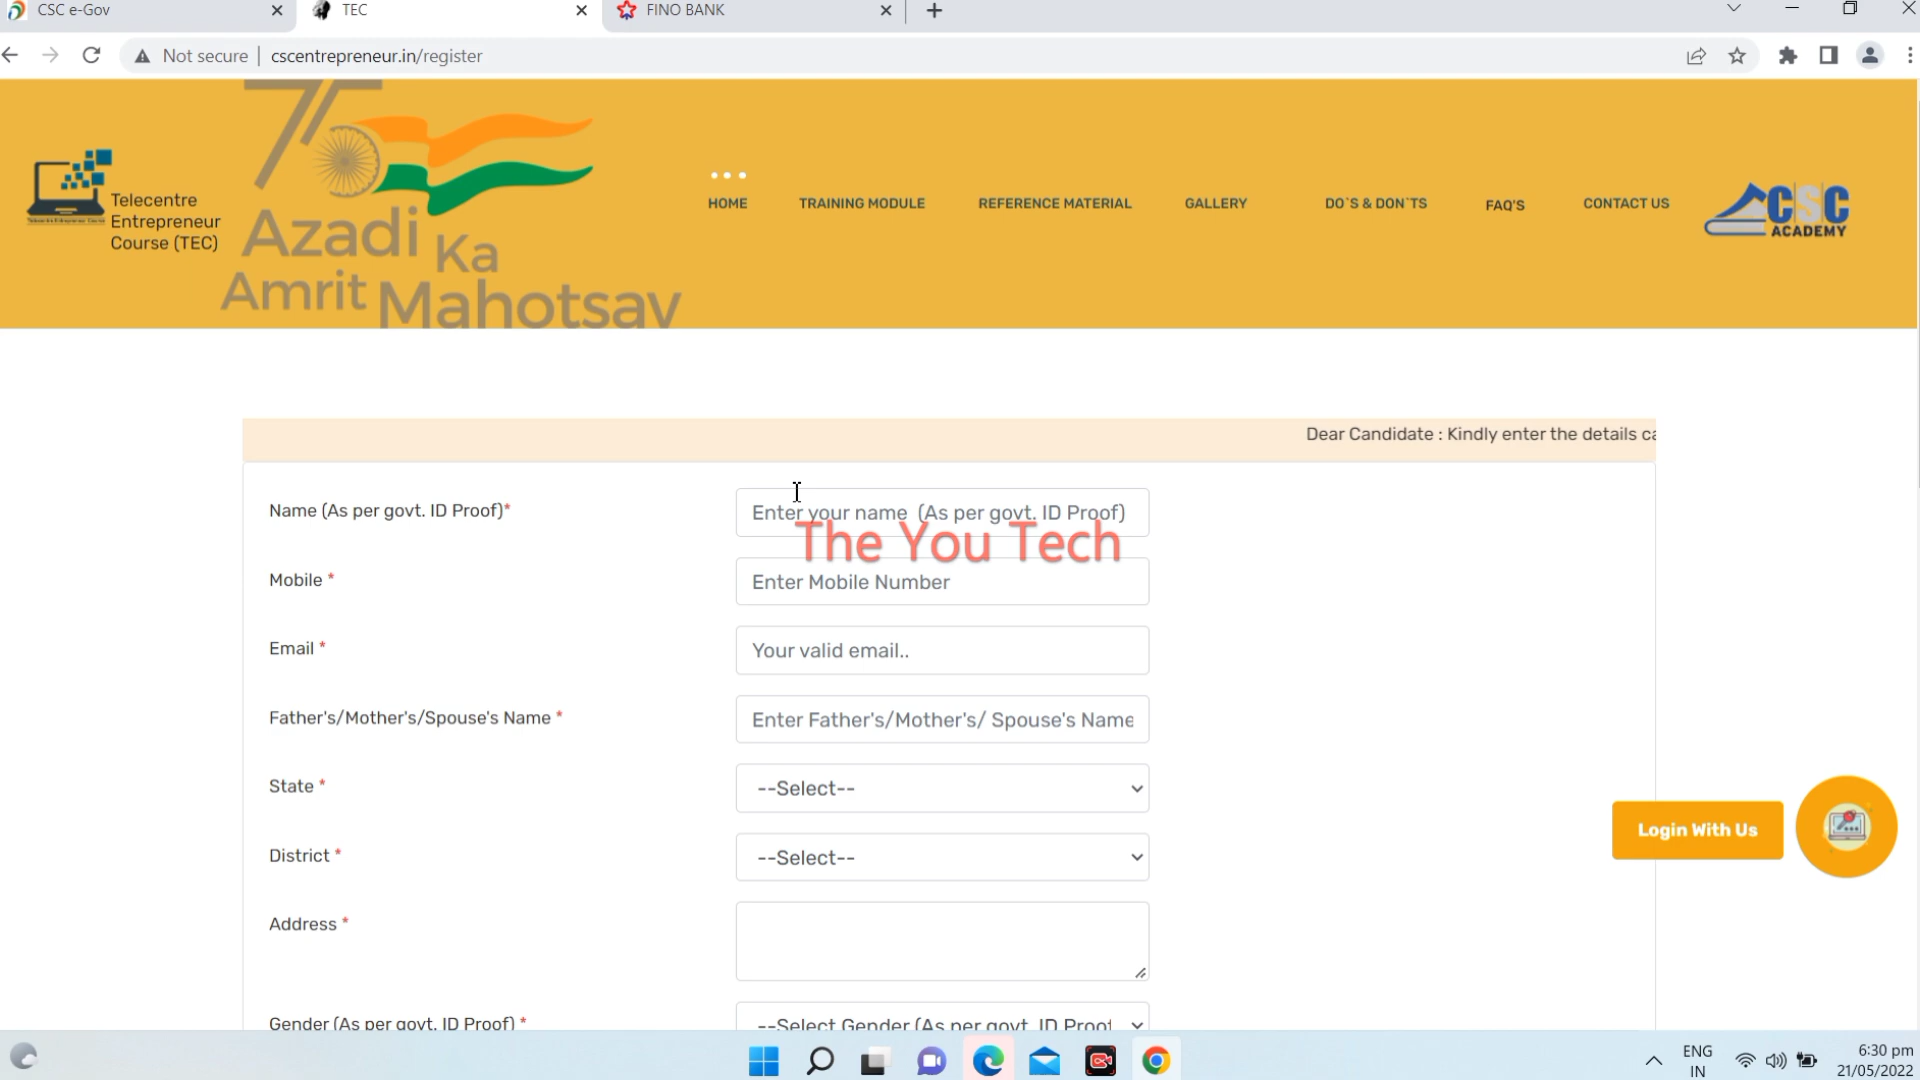 CSC e-Gov
TEC
FINO BANK
Not secure
cscentrepreneur.in/register
Telecentre
Entrepreneur
Course (TEC)
75
Azadi Ka
Amrit Mahotsav
HOME
TRAINING MODULE
REFERENCE MATERIAL
GALLERY
DO`S & DON`TS
FAQ'S
CONTACT US
CSC
ACADEMY
Dear Candidate : Kindly enter the details ca
Name (As per govt. ID Proof)*
Enter your name (As per govt. ID Proof)
The You Tech
Mobile *
Enter Mobile Number
Email *
Your valid email..
Father's/Mother's/Spouse's Name *
Enter Father's/Mother's/ Spouse's Name
State *
--Select--
District *
--Select--
Login With Us
Address *
Gender (As per govt. ID Proof) *
--Select Gender (As per govt. ID Proof
ENG
IN
6:30 pm
21/05/2022